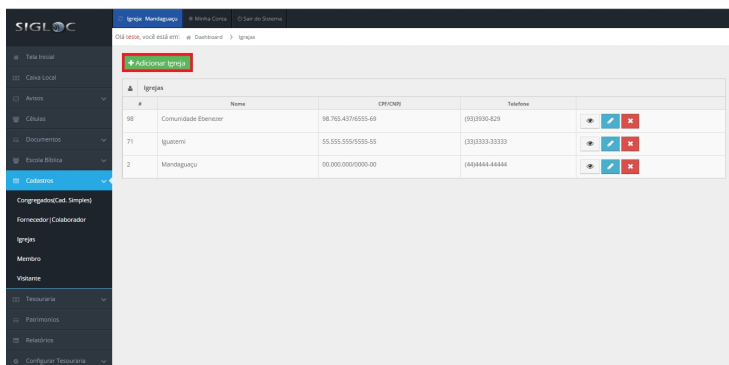 SIGLOC
Igreja Mandaguaçu Minha Conta Sair do Sistema
Olá teste, você está em: Dashboard > Igrejas
Tela Inicial
Caixa Local
Avisos
Células
Documentos
Escola Bíblica
Cadastros
Congregados(Cad. Simples)
Fornecedor|Colaborador
Igrejas
Membro
Visitante
Tesouraria
Patrimonios
Relatórios
Configurar Tesouraria
+Adicionar Igreja
Igrejas
# Nome CPF/CNPJ Telefone
98 Comunidade Ebenezer 98.765.437/6555-69 (93)3930-829
71 Iguatemi 55.555.555/5555-55 (33)3333-33333
2 Mandaguaçu 00.000.000/0000-00 (44)4444-44444